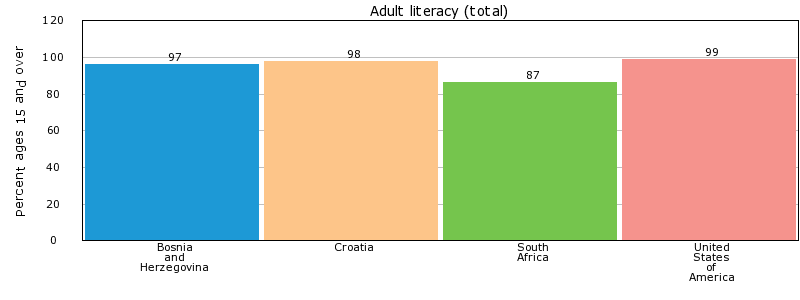 Adult literacy (total)
percent ages 15 and over
120
100
80
60
40
20
0
97
98
87
99
Bosnia
and
Herzegovina
Croatia
South
Africa
United
States
of
America